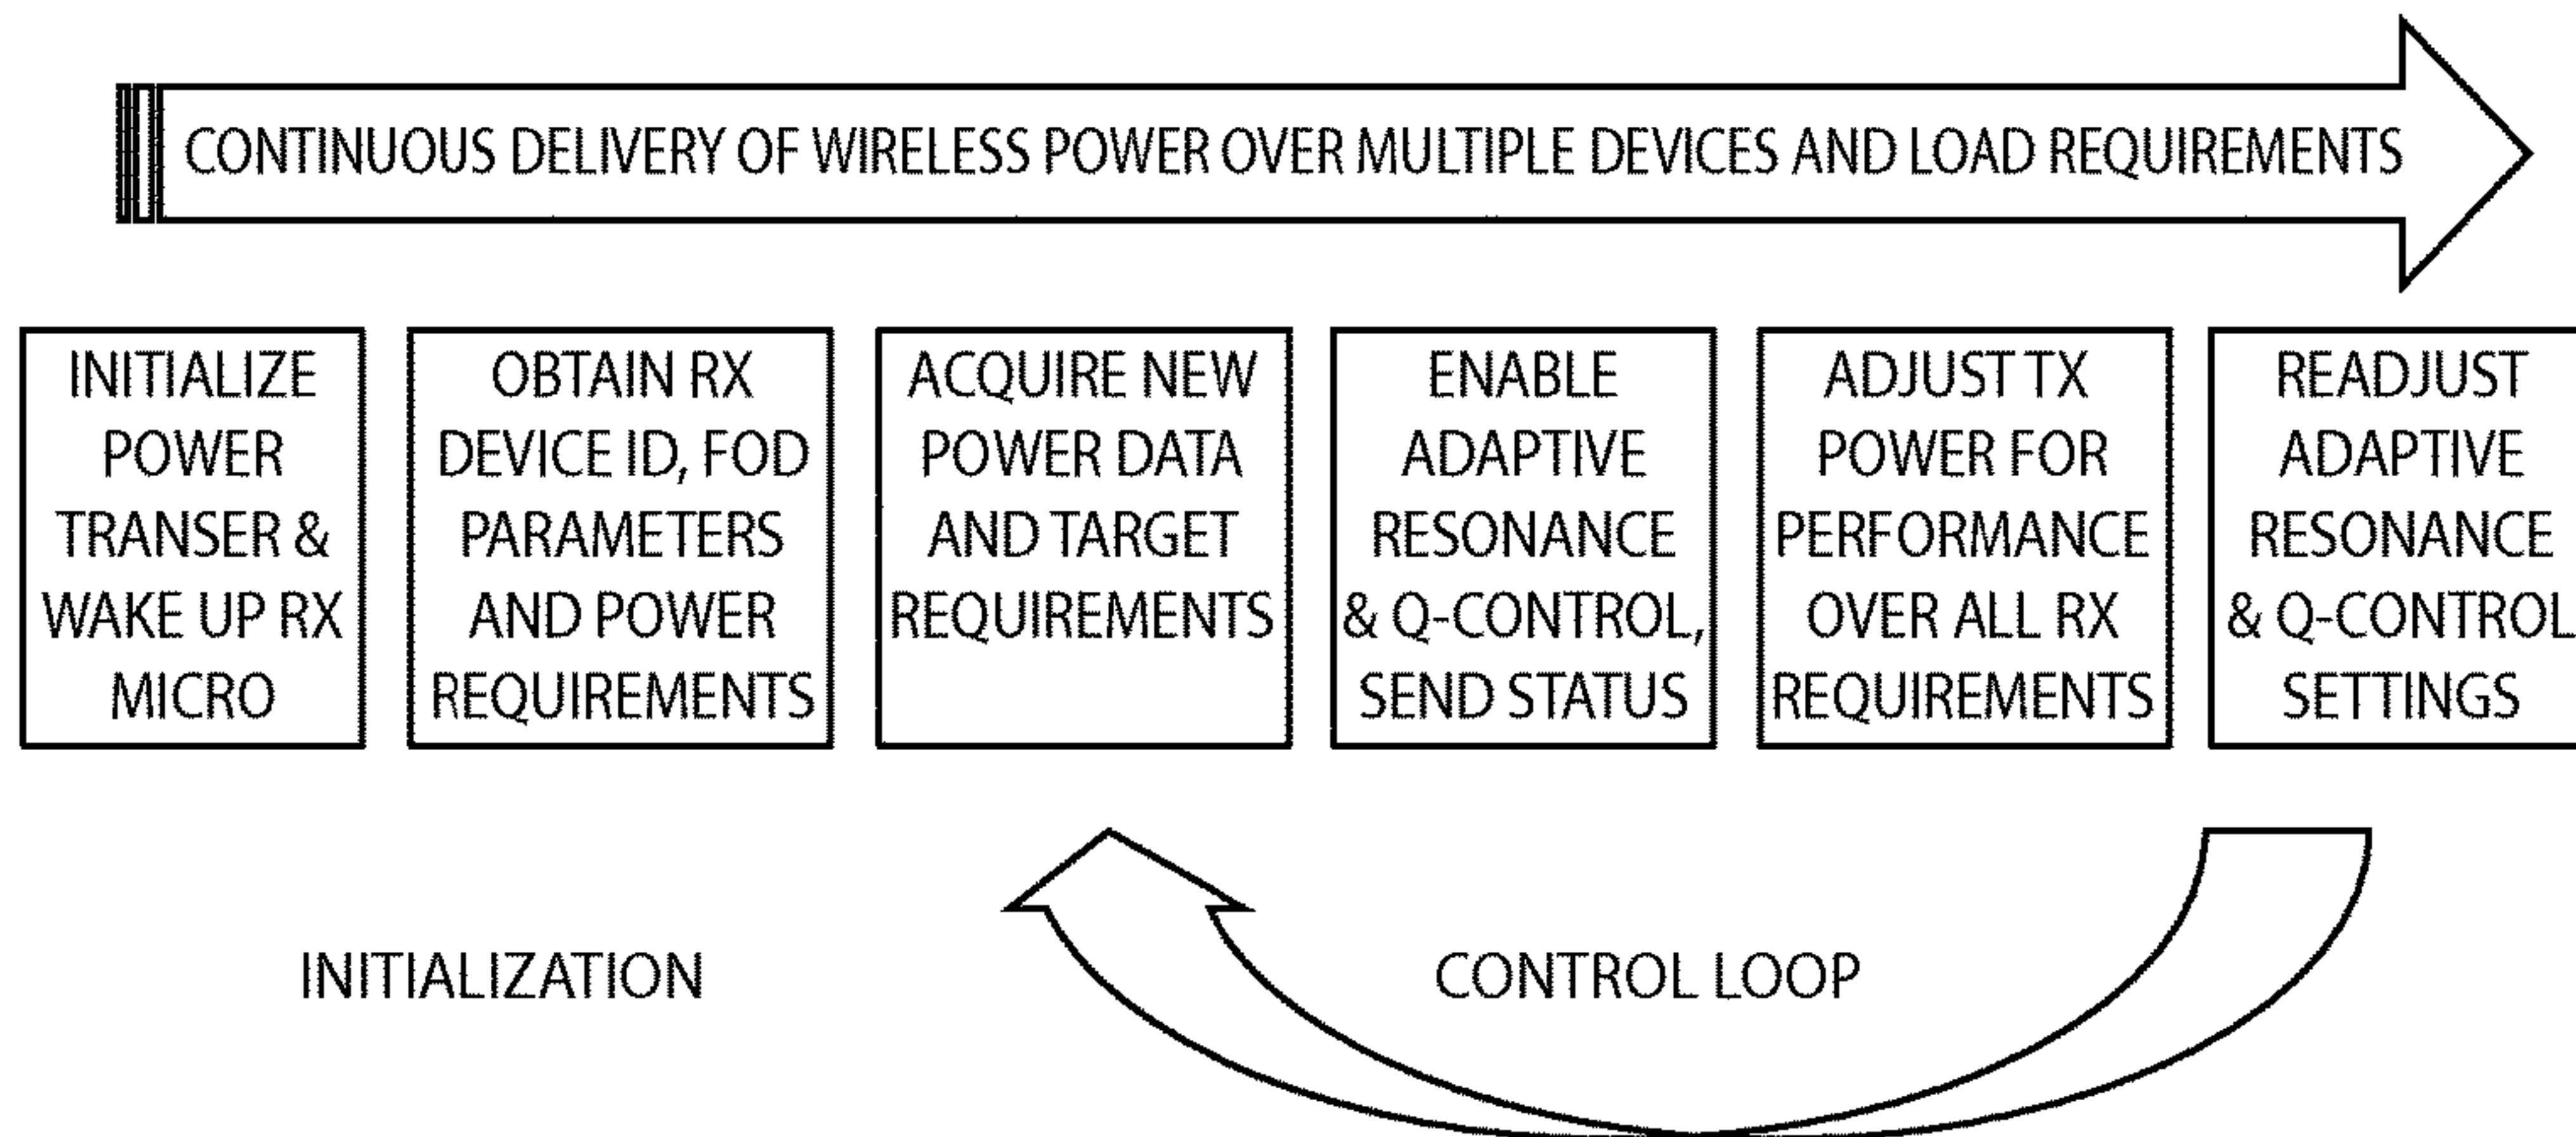 CONTINUOUS DELIVERY OF WIRELESS POWER OVER MULTIPLE DEVICES AND LOAD REQUIREMENTS
INITIALIZE
POWER
TRANSER &
WAKE UP RX
MICRO
OBTAIN RX
DEVICE ID, FOD
PARAMETERS
AND POWER
REQUIREMENTS
ACQUIRE NEW
POWER DATA
AND TARGET
REQUIREMENTS
ENABLE
ADAPTIVE
RESONANCE
& Q-CONTROL,
SEND STATUS
ADJUST TX
POWER FOR
PERFORMANCE
OVER ALL RX
REQUIREMENTS
READJUST
ADAPTIVE
RESONANCE
& Q-CONTROL
SETTINGS
INITIALIZATION
CONTROL LOOP